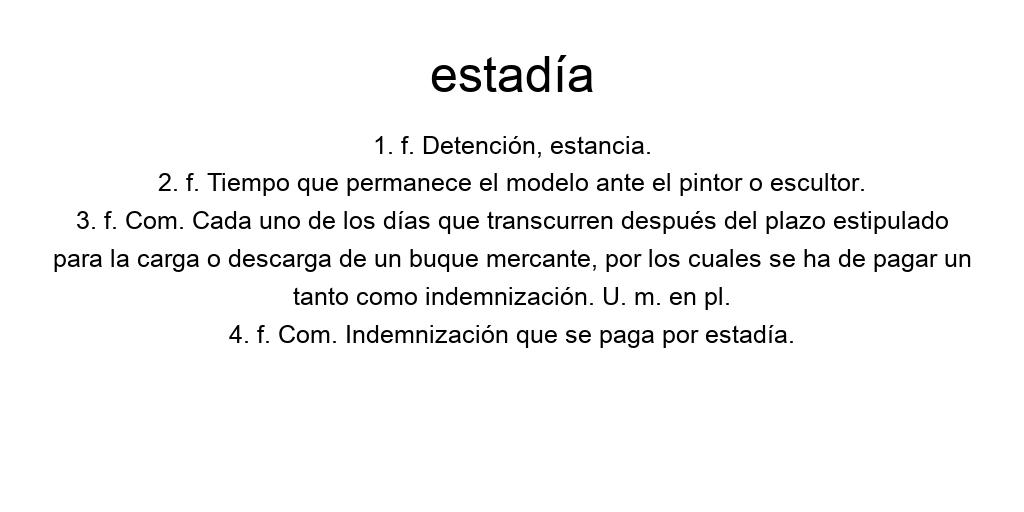 estadía
1. f. Detención, estancia.
2. f. Tiempo que permanece el modelo ante el pintor o escultor.
3. f. Com. Cada uno de los días que transcurren después del plazo estipulado
para la carga o descarga de un buque mercante, por los cuales se ha de pagar un
tanto como indemnización. U. m. en pl.
4. f. Com. Indemnización que se paga por estadía.